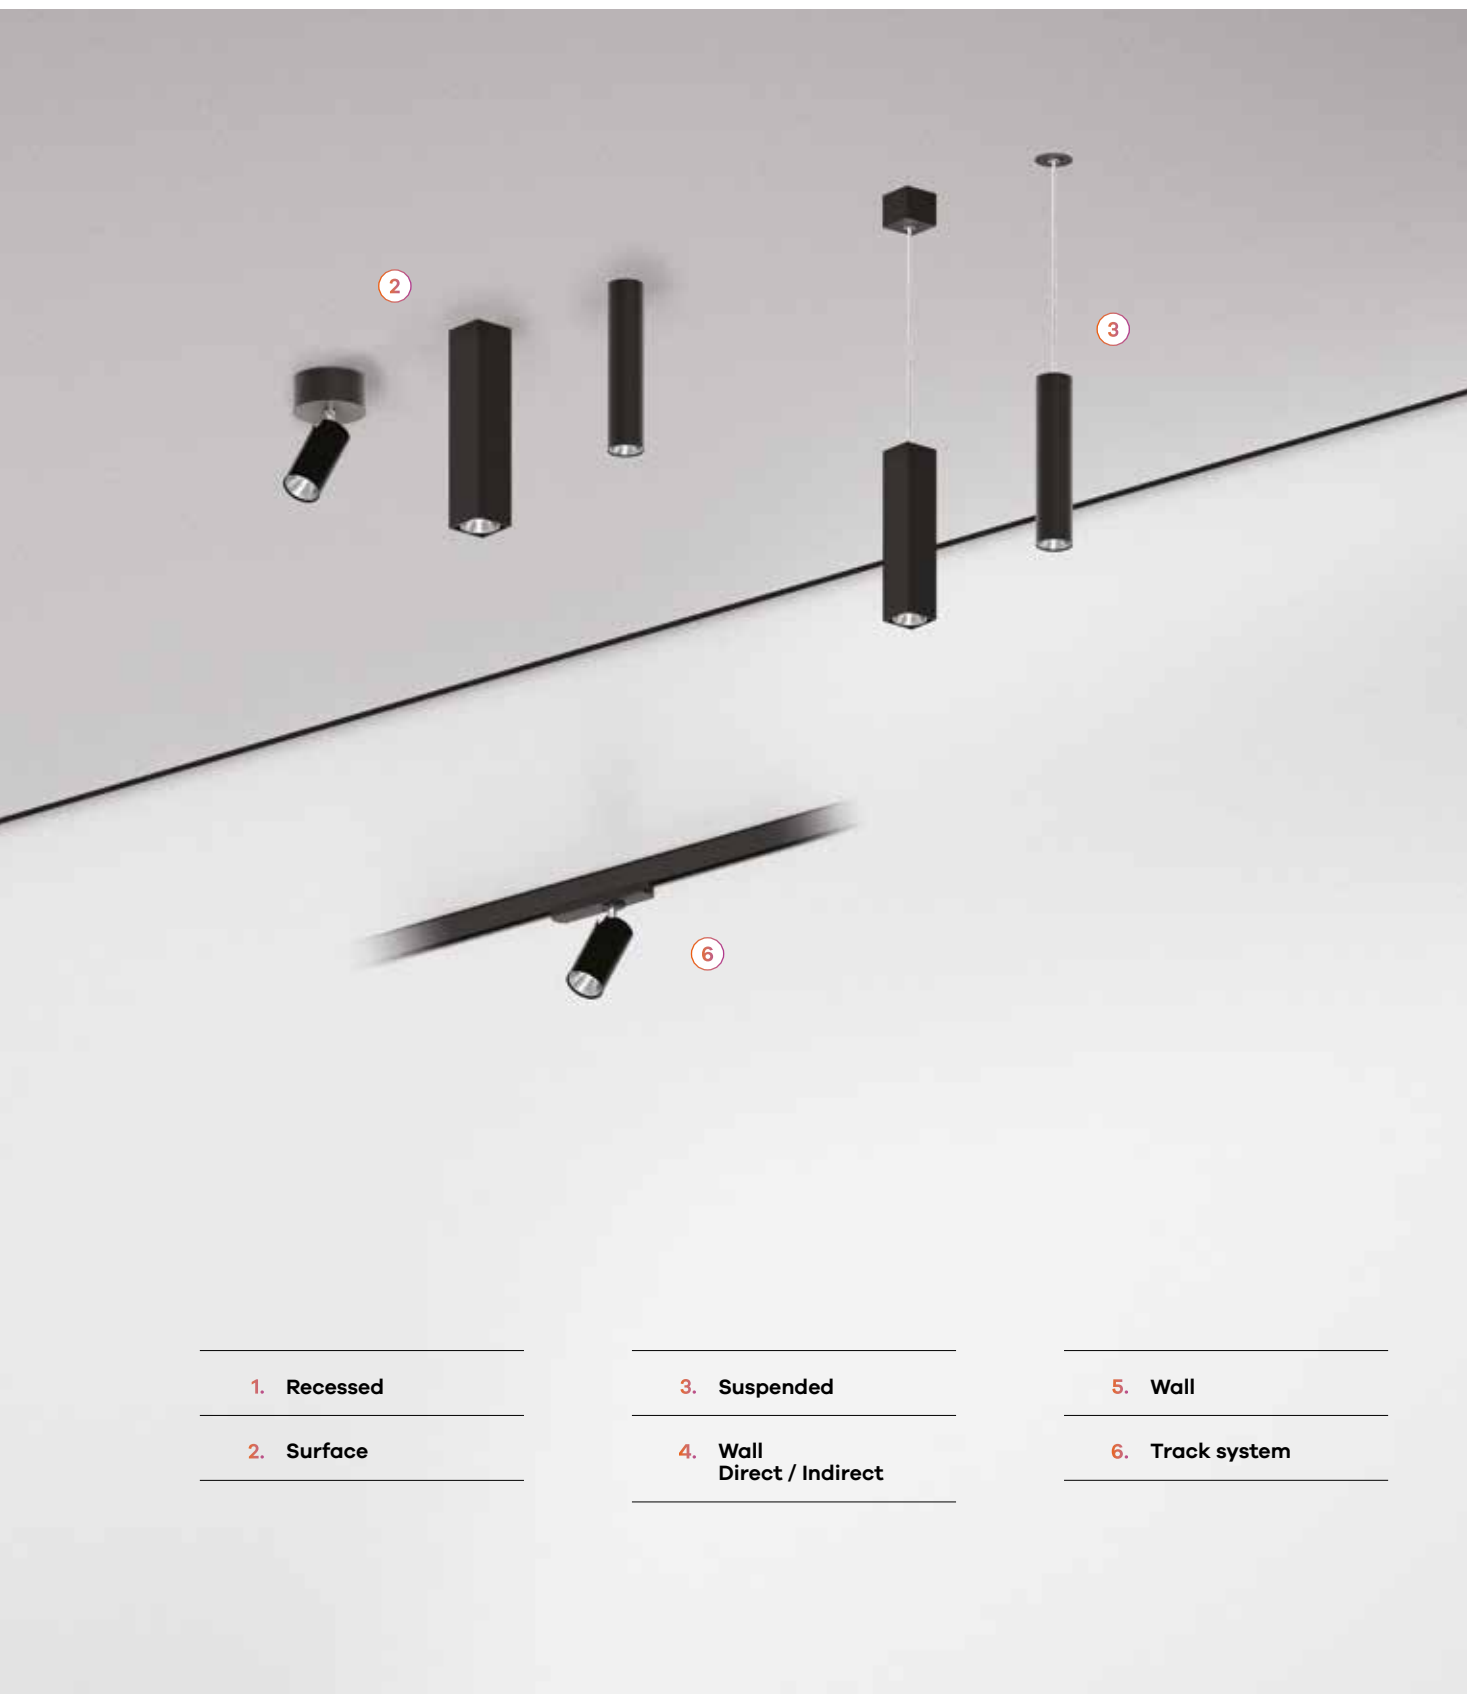 2
3
6
1. Recessed
2. Surface
3. Suspended
4. Wall
Direct / Indirect
5. Wall
6. Track system